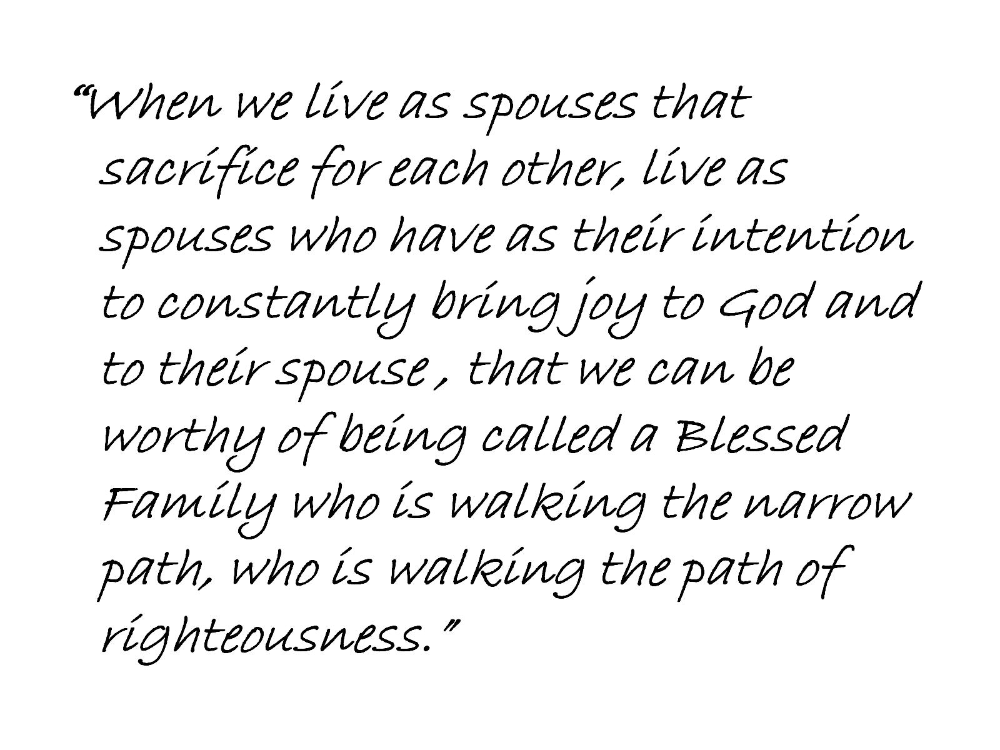 “When we live as spouses that
sacrifice for each other, live as
spouses who have as their intention
to constantly bring joy to God and
to their spouse , that we can be
worthy of being called a Blessed
Family who is walking the narrow
path, who is walking the path of
righteousness.”